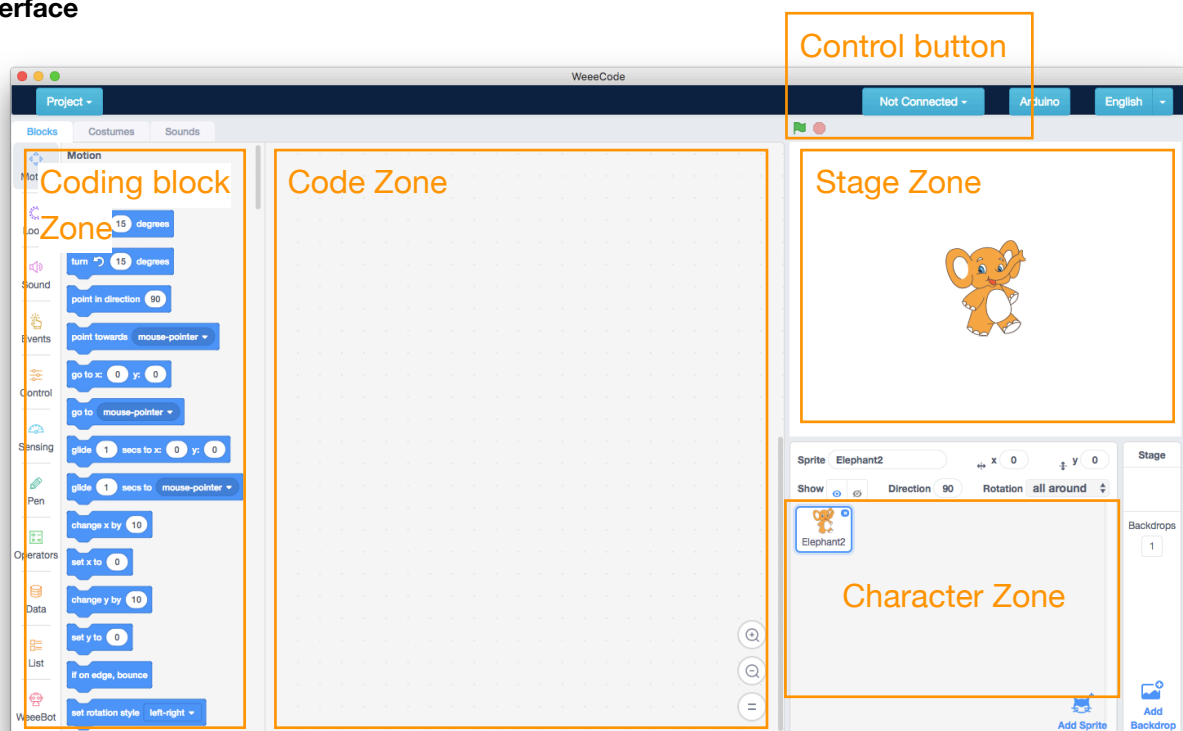 erface
Control button
WeeeCode
Project
Not Connected
Arduino
English
Blocks
Costumes
Sounds
Motion
Coding block
Zone
Code Zone
Stage Zone
15 degrees
turn 15 degrees
Sound
point in direction 90
Events
point towards mouse-pointer
go to x: 0 y: 0
Control
go to mouse-pointer
Sensing
glide 1 secs to x: 0 y: 0
Sprite Elephant2 x 0 y 0
Stage
glide 1 secs to mouse-pointer
Show Direction 90 Rotation all around
Pen
change x by 10
Elephant2
Backdrops
1
Operators
set x to 0
Character Zone
change y by 10
Data
set y to 0
List
if on edge, bounce
WeeeBot
set rotation style left-right
Add Sprite
Add
Backdrop